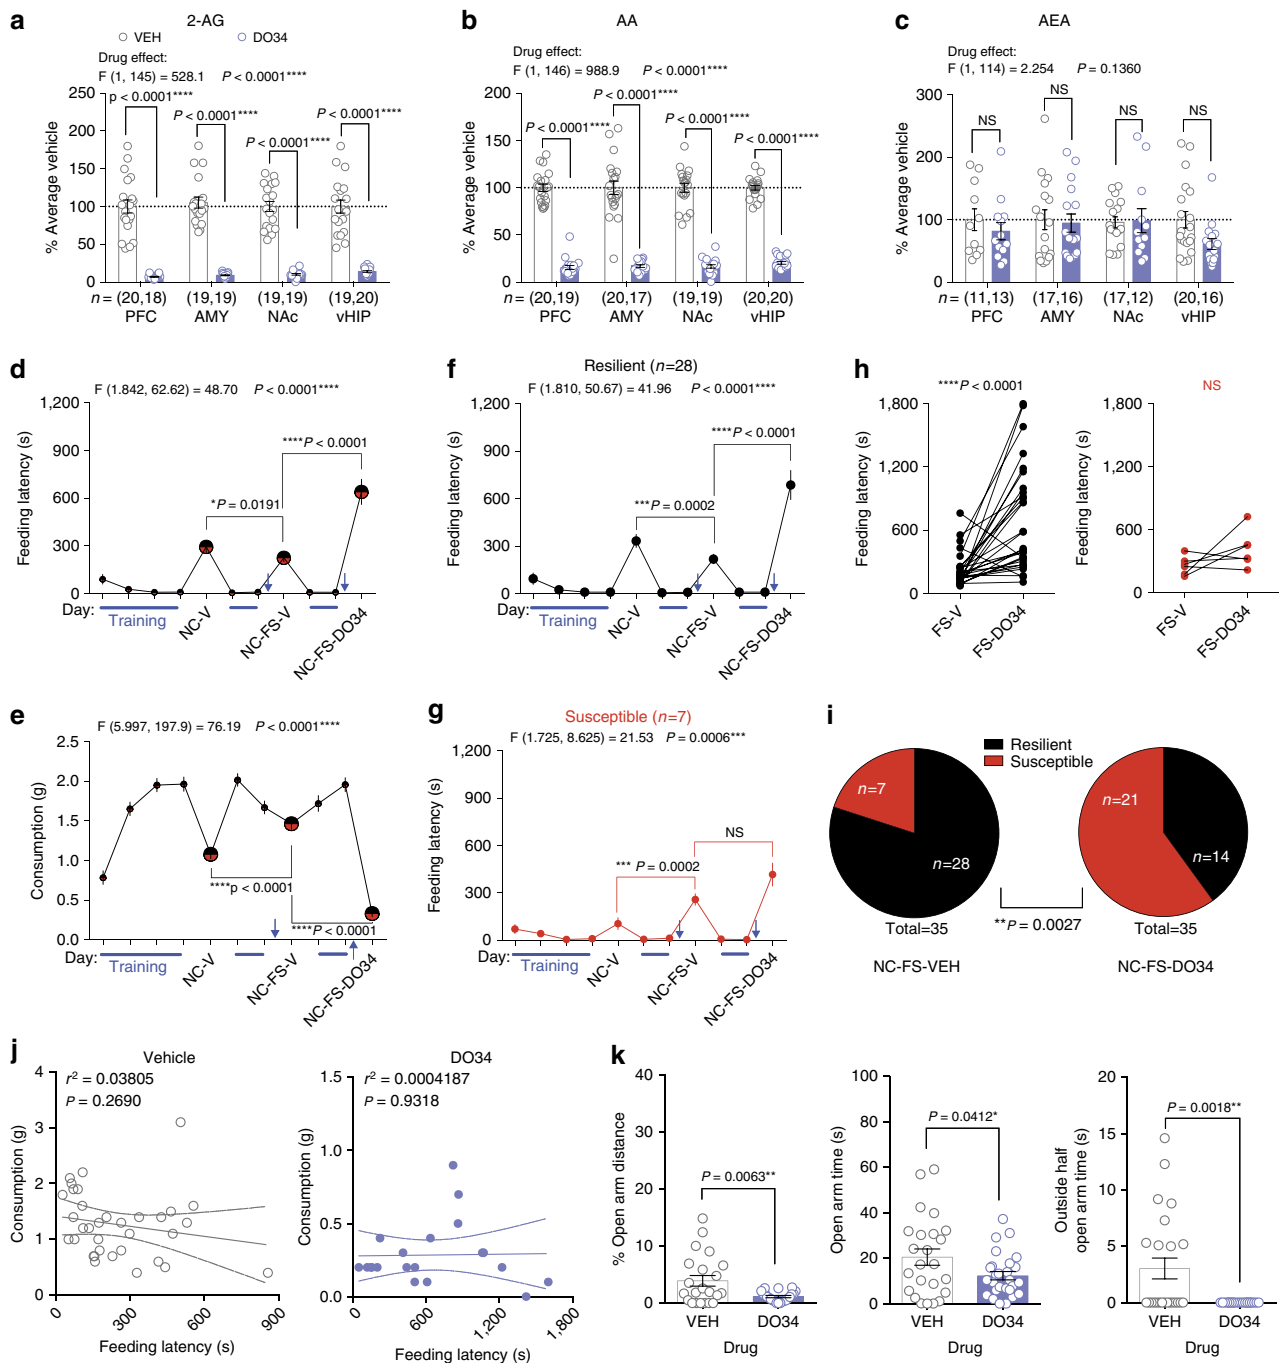 a
2-AG
VEH
DO34
Drug effect:
F (1, 145) = 528.1 P < 0.0001****
p < 0.0001****
P < 0.0001****
P < 0.0001****
P < 0.0001****
% Average vehicle
250
200
150
100
50
0
n = (20,18) (19,19) (19,19) (19,20)
PFC AMY NAc vHIP
b
AA
Drug effect:
F (1, 146) = 988.9 P < 0.0001****
P < 0.0001****
P < 0.0001****
P < 0.0001****
P < 0.0001****
% Average vehicle
200
150
100
50
0
n = (20,19) (20,17) (19,19) (20,20)
PFC AMY NAc vHIP
c
AEA
Drug effect:
F (1, 114) = 2.254 P = 0.1360
NS
NS
NS
NS
% Average vehicle
300
200
100
0
n = (11,13) (17,16) (17,12) (20,16)
PFC AMY NAc vHIP
d
F (1.842, 62.62) = 48.70 P < 0.0001****
****P < 0.0001
*P = 0.0191
Feeding latency (s)
1,200
900
600
300
0
Day:
Training
NC-V
NC-FS-V
NC-FS-DO34
f
Resilient (n=28)
F (1.810, 50.67) = 41.96 P < 0.0001****
****P < 0.0001
***P = 0.0002
Feeding latency (s)
1,200
900
600
300
0
Day:
Training
NC-V
NC-FS-V
NC-FS-DO34
h
****P < 0.0001
Feeding latency (s)
1,800
1,200
600
0
FS-V
FS-DO34
NS
Feeding latency (s)
1,800
1,200
600
0
FS-V
FS-DO34
e
F (5.997, 197.9) = 76.19 P < 0.0001****
Consumption (g)
2.5
2.0
1.5
1.0
0.5
0.0
****p < 0.0001
****P < 0.0001
Day:
Training
NC-V
NC-FS-V
NC-FS-DO34
g
Susceptible (n=7)
F (1.725, 8.625) = 21.53 P = 0.0006***
NS
*** P = 0.0002
Feeding latency (s)
1,200
900
600
300
0
Day:
Training
NC-V
NC-FS-V
NC-FS-DO34
i
Resilient
Susceptible
n=7
n=28
Total=35
NC-FS-VEH
**P = 0.0027
n=21
n=14
Total=35
NC-FS-DO34
j
Vehicle
r² = 0.03805
P = 0.2690
Consumption (g)
4
3
2
1
0
0 300 600 900
Feeding latency (s)
DO34
r² = 0.0004187
P = 0.9318
Consumption (g)
1.5
1.0
0.5
0.0
0 600 1,200 1,800
Feeding latency (s)
k
% Open arm distance
40
30
20
10
0
P = 0.0063**
VEH DO34
Drug
Open arm time (s)
100
80
60
40
20
0
P = 0.0412*
VEH DO34
Drug
Outside half
open arm time (s)
20
15
10
5
0
P = 0.0018**
VEH DO34
Drug